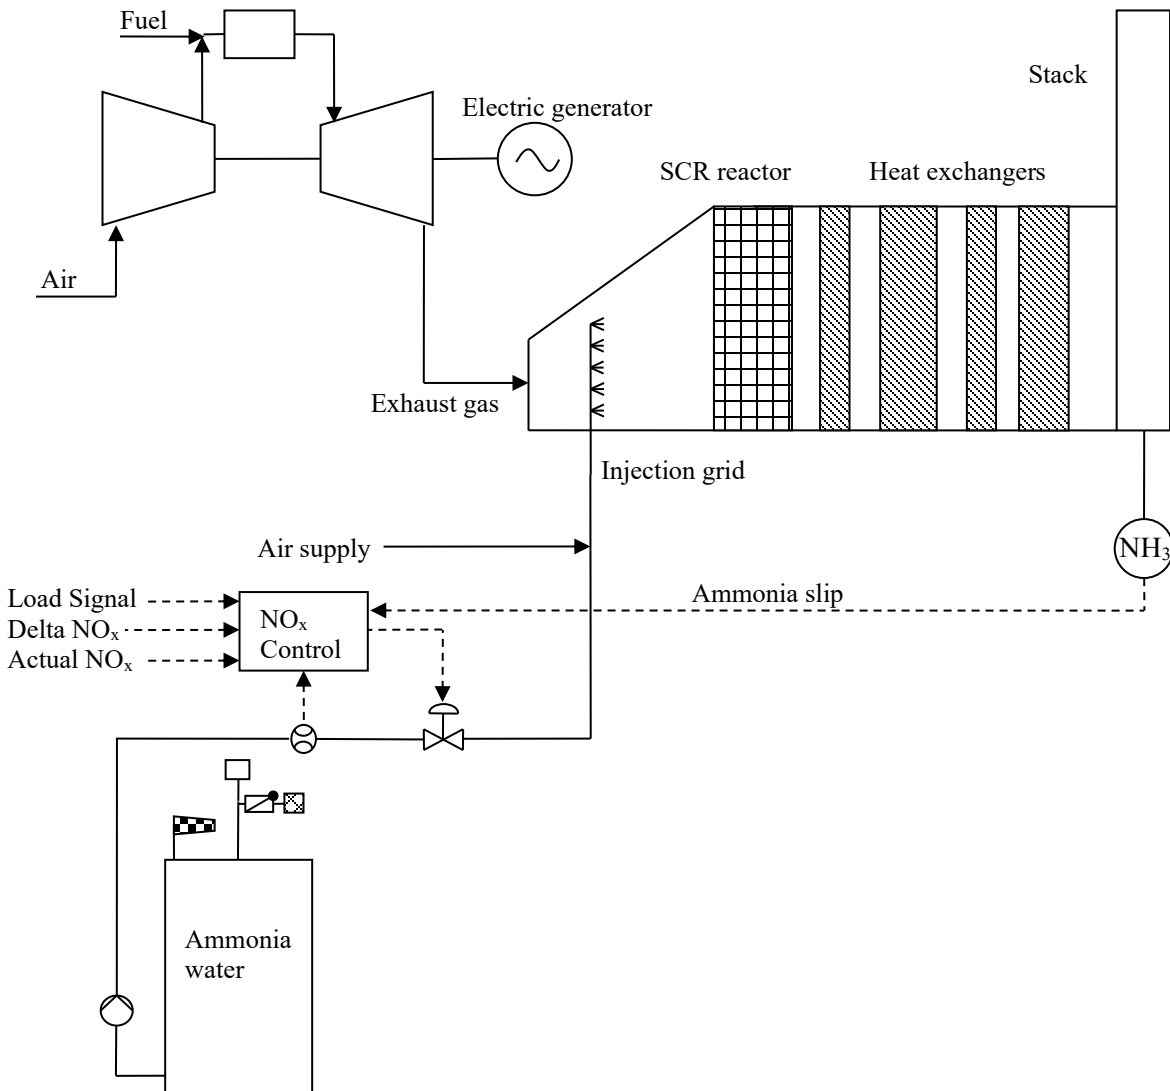 Fuel
Stack
Electric generator
SCR reactor
Heat exchangers
Air
Exhaust gas
Injection grid
Air supply
NH₃
Load Signal
Ammonia slip
Delta NOₓ
NOₓ
Control
Actual NOₓ
Ammonia
water